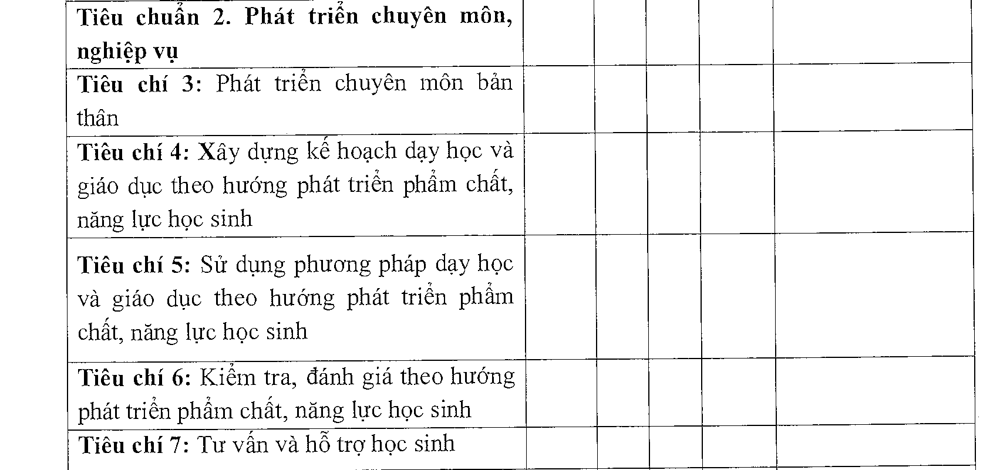 Tiêu chuẩn 2. Phát triển chuyên môn,
nghiệp vụ
Tiêu chí 3: Phát triển chuyên môn bản
thân
Tiêu chí 4: Xây dựng kế hoạch dạy học và
giáo dục theo hướng phát triển phẩm chất,
năng lực học sinh
Tiêu chí 5: Sử dụng phương pháp dạy học
và giáo dục theo hướng phát triển phẩm
chất, năng lực học sinh
Tiêu chí 6: Kiểm tra, đánh giá theo hướng
phát triển phẩm chất, năng lực học sinh
Tiêu chí 7: Tư vấn và hỗ trợ học sinh